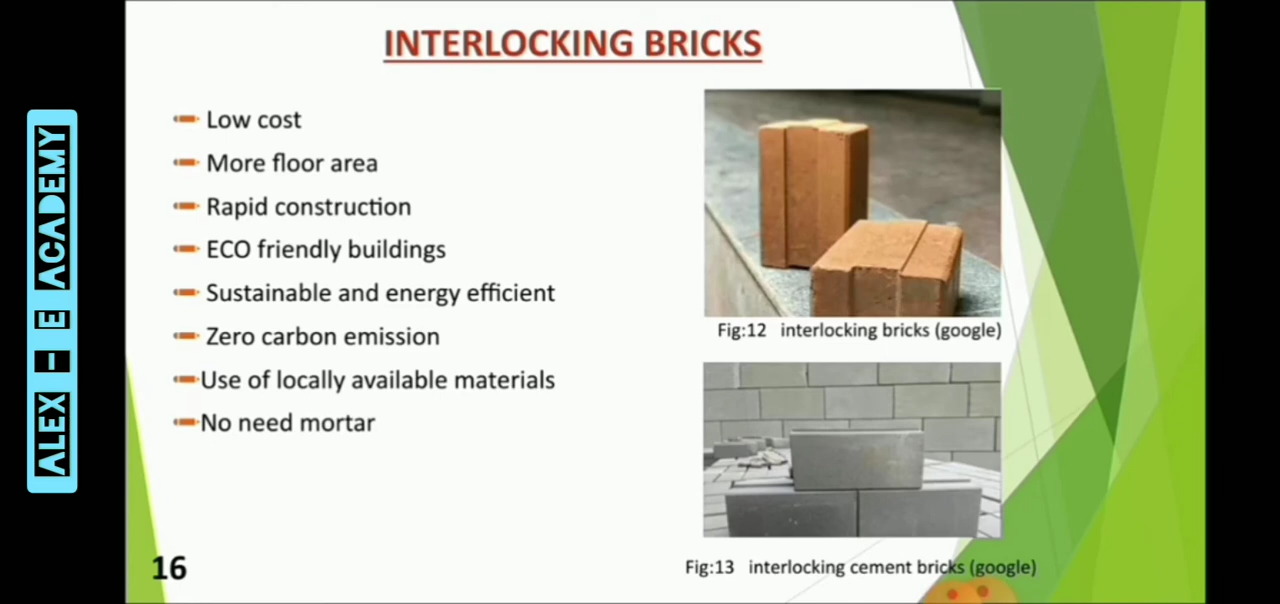 INTERLOCKING BRICKS
Low cost
More floor area
Rapid construction
ECO friendly buildings
Sustainable and energy efficient
Zero carbon emission
Use of locally available materials
No need mortar
Fig:12 interlocking bricks (google)
Fig:13 interlocking cement bricks (google)
16
ALEX - E ACADEMY